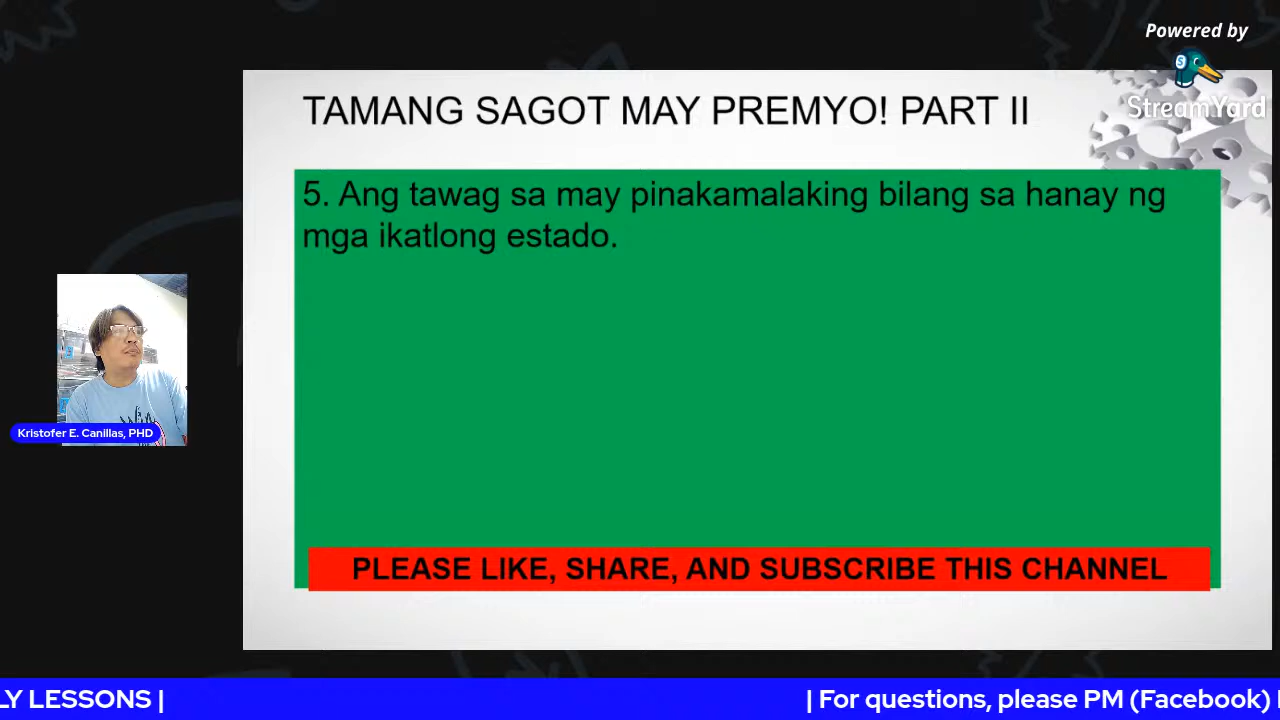 Powered by
StreamYard
TAMANG SAGOT MAY PREMYO! PART II
5. Ang tawag sa may pinakamalaking bilang sa hanay ng
mga ikatlong estado.
Kristofer E. Canillas, PHD
PLEASE LIKE, SHARE, AND SUBSCRIBE THIS CHANNEL
LY LESSONS | | For questions, please PM (Facebook)